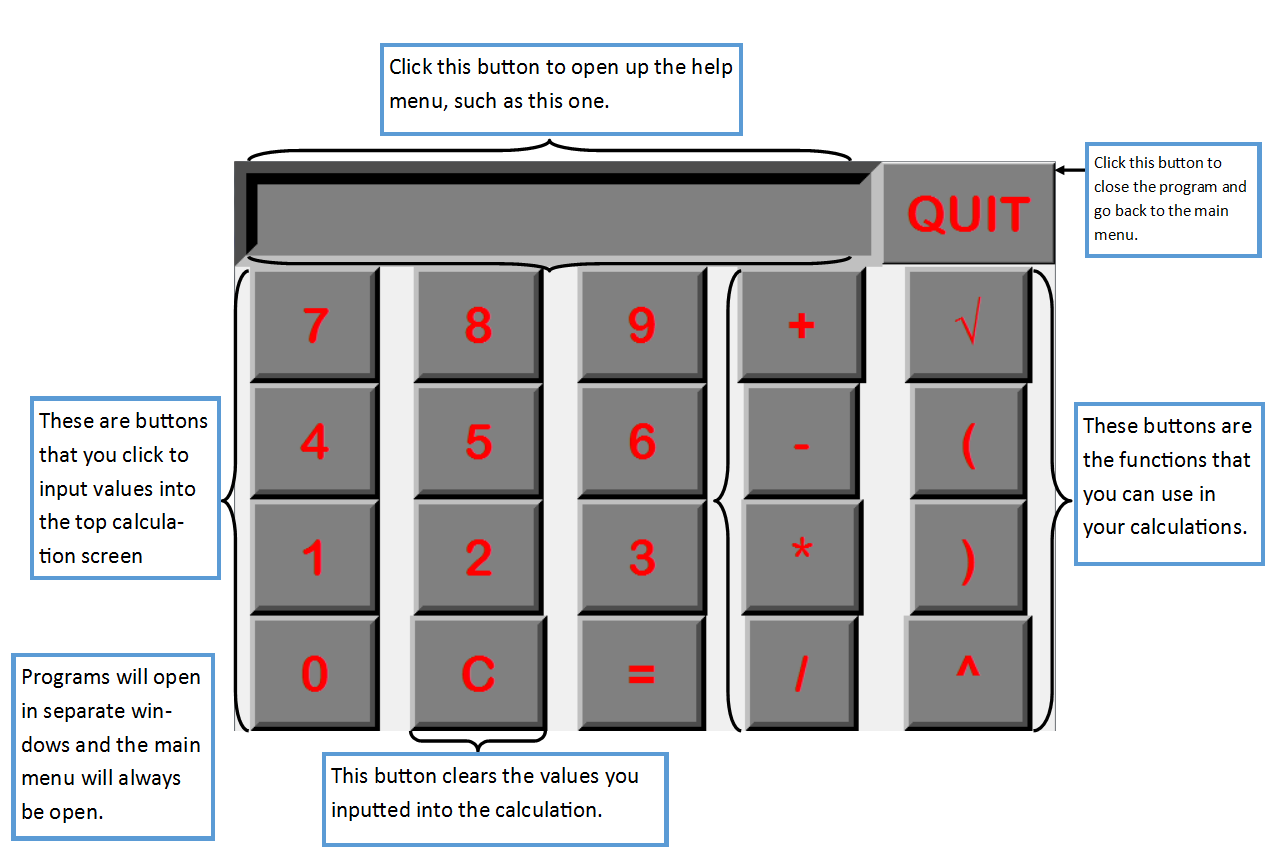 Click this button to open up the help
menu, such as this one.
Click this button to
close the program and
go back to the main
menu.
QUIT
7 8 9 + √
4 5 6 - (
1 2 3 * )
0 C = / ^
These are buttons
that you click to
input values into
the top calcula-
tion screen
These buttons are
the functions that
you can use in
your calculations.
Programs will open
in separate win-
dows and the main
menu will always
be open.
This button clears the values you
inputted into the calculation.